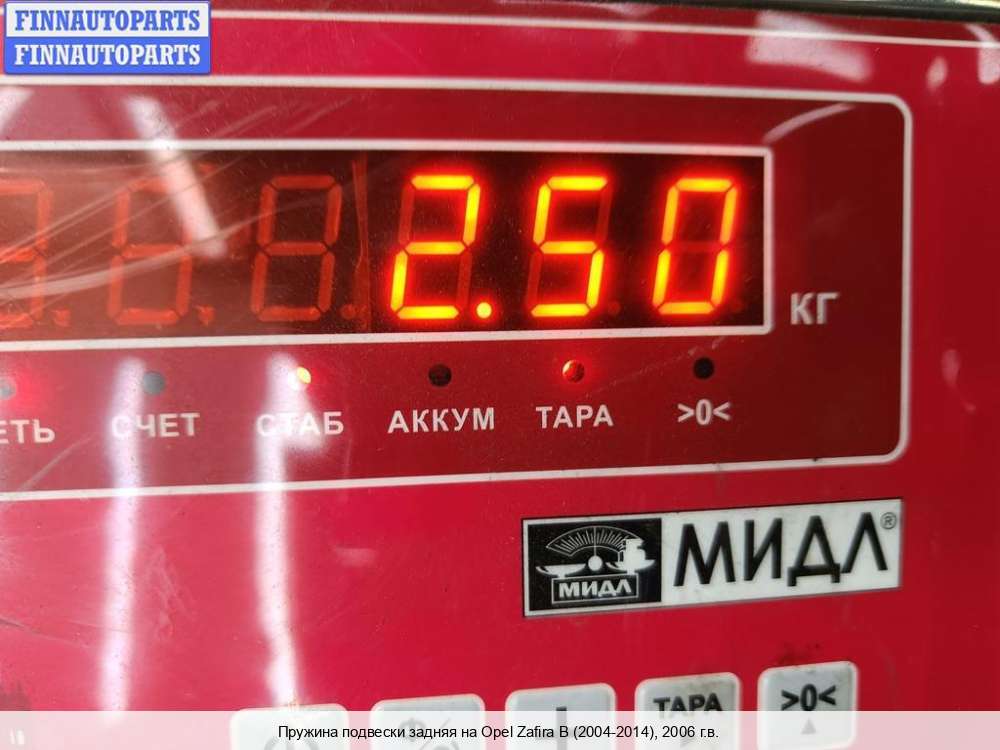 FINNAUTOPARTS
FINNAUTOPARTS
2.50
КГ
СЧЕТ СТАБ АККУМ ТАРА >0<
МИДЛ®
МИДЛ
ТАРА >0<
Пружина подвески задняя на Opel Zafira B (2004-2014), 2006 г.в.